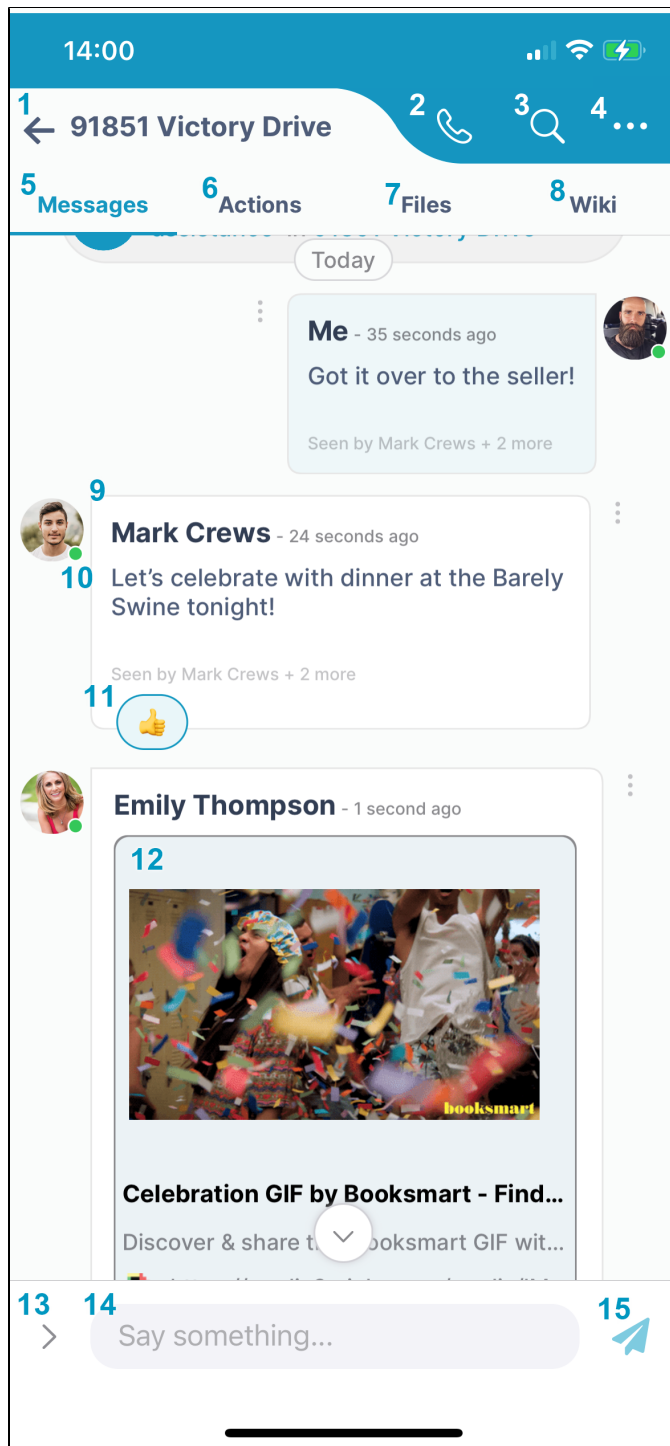 14:00
1
91851 Victory Drive
2
3
4
5 Messages
6 Actions
7 Files
8 Wiki
Today
Me - 35 seconds ago
Got it over to the seller!
Seen by Mark Crews + 2 more
9
Mark Crews - 24 seconds ago
10 Let's celebrate with dinner at the Barely
Swine tonight!
Seen by Mark Crews + 2 more
11
Emily Thompson - 1 second ago
12
booksmart
Celebration GIF by Booksmart - Find...
Discover & share t ooksmart GIF wit...
13
14
Say something...
15